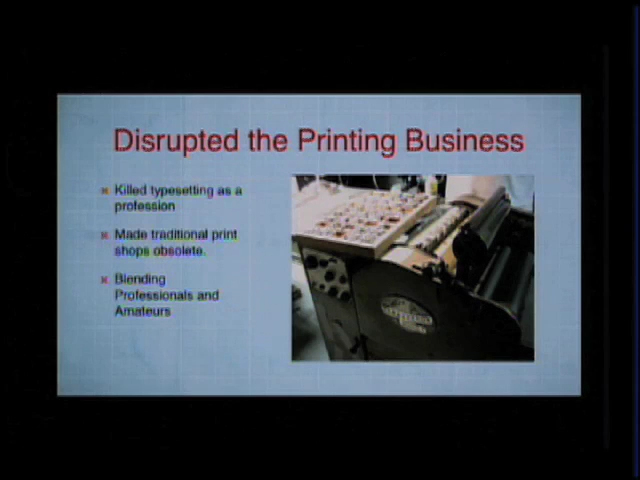 Disrupted the Printing Business
Killed typesetting as a
profession
Made traditional print
shops obsolete.
Blending
Professionals and
Amateurs